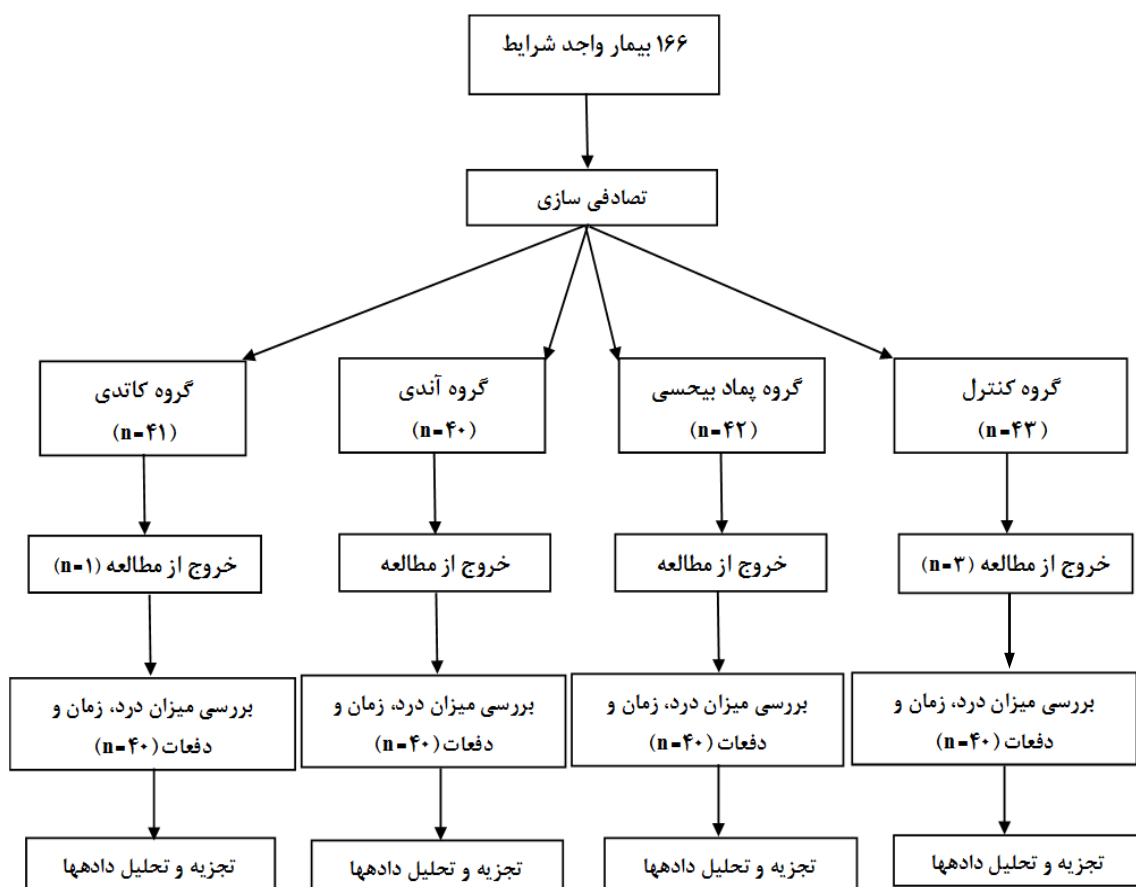 ۱۶۶ بیمار واجد شرایط
تصادفی سازی
گروه کنترل
(n=۴۳)
گروه پماد بیحسی
(n=۴۲)
گروه آندی
(n=۴۰)
گروه کاتدی
(n=۴۱)
خروج از مطالعه (n=۳)
خروج از مطالعه
خروج از مطالعه
خروج از مطالعه (n=۱)
بررسی میزان درد، زمان و
دفعات (n=۴۰)
بررسی میزان درد، زمان و
دفعات (n=۴۰)
بررسی میزان درد، زمان و
دفعات (n=۴۰)
بررسی میزان درد، زمان و
دفعات (n=۴۰)
تجزیه و تحلیل دادهها
تجزیه و تحلیل دادهها
تجزیه و تحلیل دادهها
تجزیه و تحلیل دادهها